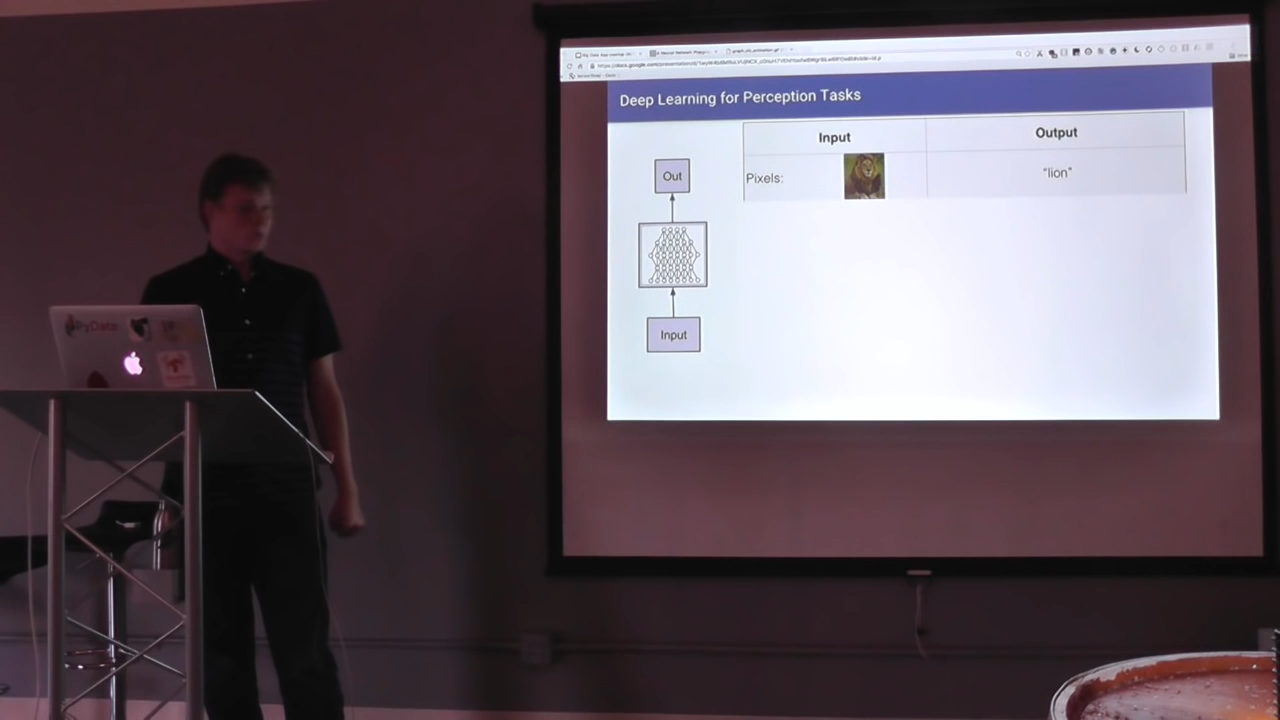 Deep Learning for Perception Tasks
Input
Output
Pixels:
"lion"
Out
Input
PyData